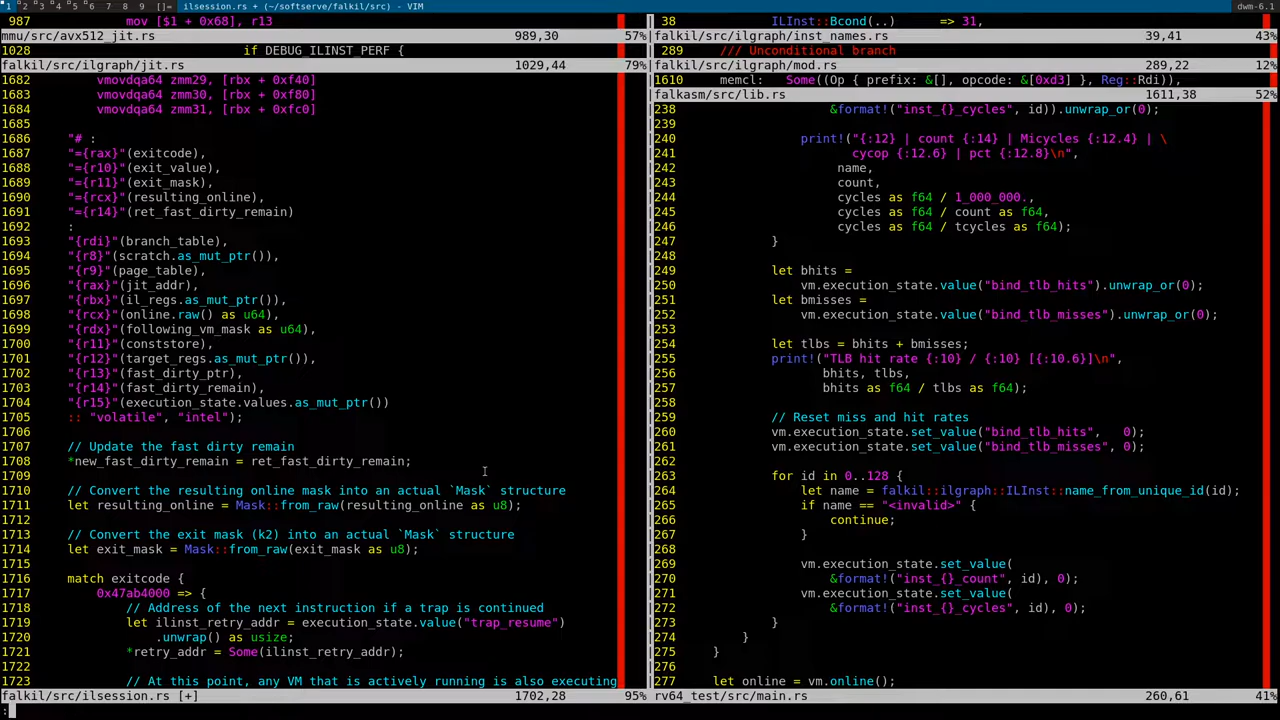 1 2 3 4 5 6 7 8 9 []= ilsession.rs + (~/softserve/falkil/src) - VIM dwm-6.1
987 mov [$1 + 0x68], r13
mmu/src/avx512_jit.rs 989,30 57%
1028 if DEBUG_ILINST_PERF {
falkil/src/ilgraph/jit.rs 1029,44 79%
1682 vmovdqa64 zmm29, [rbx + 0xf40]
1683 vmovdqa64 zmm30, [rbx + 0xf80]
1684 vmovdqa64 zmm31, [rbx + 0xfc0]
1685
1686 "# :
1687 "={rax}"(exitcode),
1688 "={r10}"(exit_value),
1689 "={r11}"(exit_mask),
1690 "={rcx}"(resulting_online),
1691 "={r14}"(ret_fast_dirty_remain)
1692 :
1693 "{rdi}"(branch_table),
1694 "{r8}"(scratch.as_mut_ptr()),
1695 "{r9}"(page_table),
1696 "{rax}"(jit_addr),
1697 "{rbx}"(il_regs.as_mut_ptr()),
1698 "{rcx}"(online.raw() as u64),
1699 "{rdx}"(following_vm_mask as u64),
1700 "{r11}"(conststore),
1701 "{r12}"(target_regs.as_mut_ptr()),
1702 "{r13}"(fast_dirty_ptr),
1703 "{r14}"(fast_dirty_remain),
1704 "{r15}"(execution_state.values.as_mut_ptr())
1705 :: "volatile", "intel");
1706
1707 // Update the fast dirty remain
1708 *new_fast_dirty_remain = ret_fast_dirty_remain;
1709
1710 // Convert the resulting online mask into an actual `Mask` structure
1711 let resulting_online = Mask::from_raw(resulting_online as u8);
1712
1713 // Convert the exit mask (k2) into an actual `Mask` structure
1714 let exit_mask = Mask::from_raw(exit_mask as u8);
1715
1716 match exitcode {
1717 0x47ab4000 => {
1718 // Address of the next instruction if a trap is continued
1719 let ilinst_retry_addr = execution_state.value("trap_resume")
1720 .unwrap() as usize;
1721 *retry_addr = Some(ilinst_retry_addr);
1722
1723 // At this point, any VM that is actively running is also executing
falkil/src/ilsession.rs [+] 1702,28 95%
:
38 ILInst::Bcond(..) => 31,
falkil/src/ilgraph/inst_names.rs 39,41 43%
289 /// Unconditional branch
falkil/src/ilgraph/mod.rs 289,22 12%
1610 memcl: Some((Op { prefix: &[], opcode: &[0xd3] }, Reg::Rdi)),
falkasm/src/lib.rs 1611,38 52%
238 &format!("inst_{}_cycles", id)).unwrap_or(0);
239
240 print!("{:12} | count {:14} | Micycles {:12.4} | \
241 cycop {:12.6} | pct {:12.8}\n",
242 name,
243 count,
244 cycles as f64 / 1_000_000.,
245 cycles as f64 / count as f64,
246 cycles as f64 / tcycles as f64);
247 }
248
249 let bhits =
250 vm.execution_state.value("bind_tlb_hits").unwrap_or(0);
251 let bmisses =
252 vm.execution_state.value("bind_tlb_misses").unwrap_or(0);
253
254 let tlbs = bhits + bmisses;
255 print!("TLB hit rate {:10} / {:10} [{:10.6}]\n",
256 bhits, tlbs,
257 bhits as f64 / tlbs as f64);
258
259 // Reset miss and hit rates
260 vm.execution_state.set_value("bind_tlb_hits", 0);
261 vm.execution_state.set_value("bind_tlb_misses", 0);
262
263 for id in 0..128 {
264 let name = falkil::ilgraph::ILInst::name_from_unique_id(id);
265 if name == "<invalid>" {
266 continue;
267 }
268
269 vm.execution_state.set_value(
270 &format!("inst_{}_count", id), 0);
271 vm.execution_state.set_value(
272 &format!("inst_{}_cycles", id), 0);
273 }
274 }
275 }
276
277 let online = vm.online();
rv64_test/src/main.rs 260,61 41%